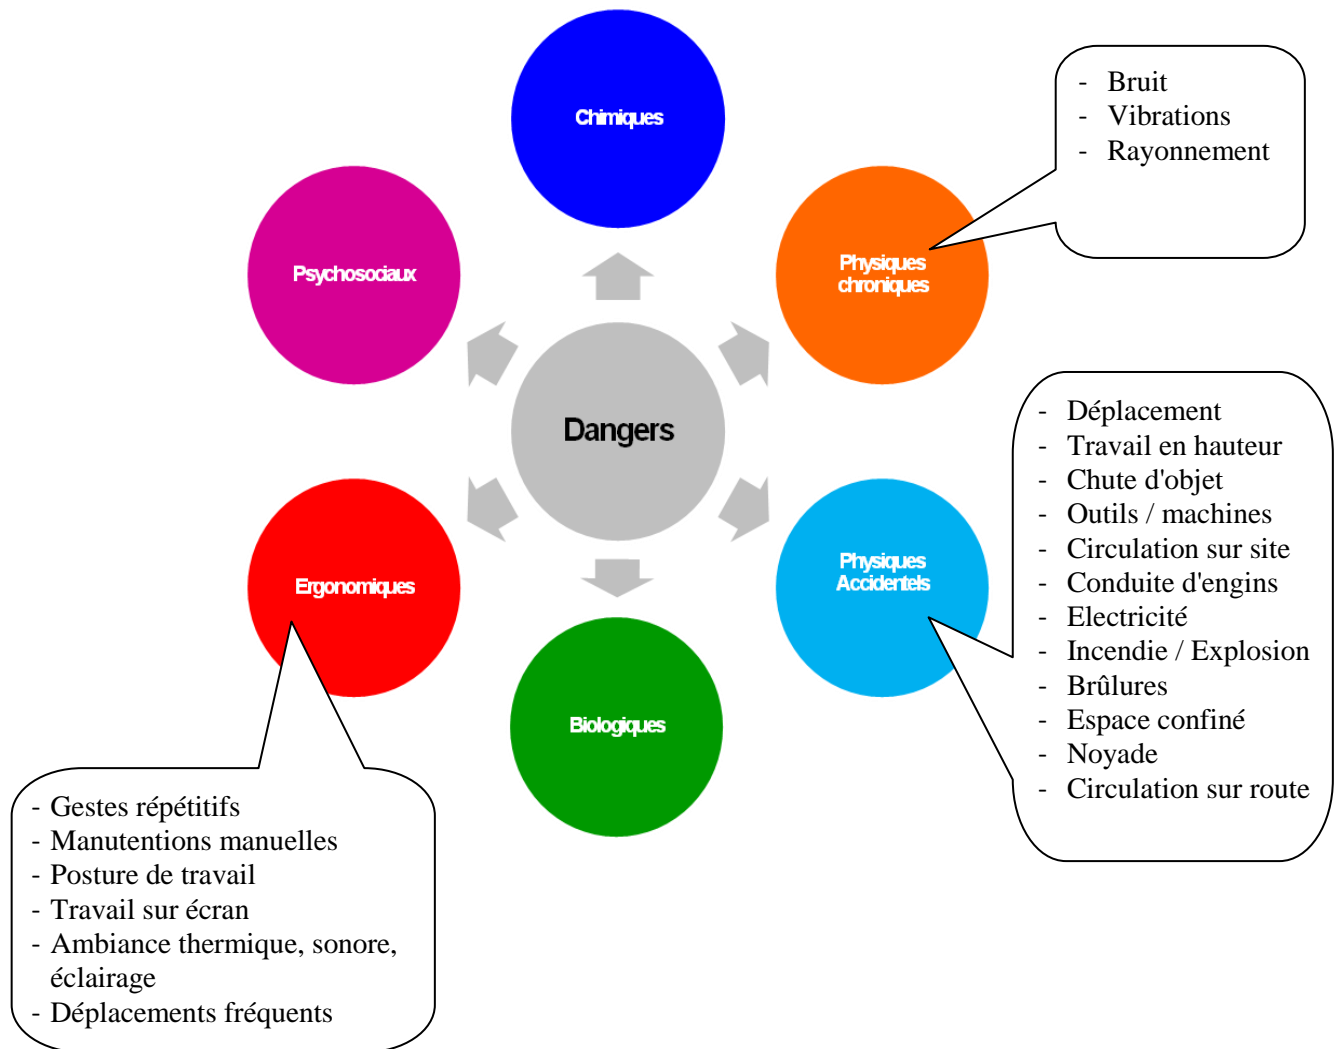 Chimiques
- Bruit
- Vibrations
- Rayonnement
Psychosociaux
Physiques
chroniques
Dangers
- Déplacement
- Travail en hauteur
- Chute d'objet
- Outils / machines
- Circulation sur site
- Conduite d'engins
- Electricité
- Incendie / Explosion
- Brûlures
- Espace confiné
- Noyade
- Circulation sur route
Physiques
Accidentels
Ergonomiques
Biologiques
- Gestes répétitifs
- Manutentions manuelles
- Posture de travail
- Travail sur écran
- Ambiance thermique, sonore,
éclairage
- Déplacements fréquents